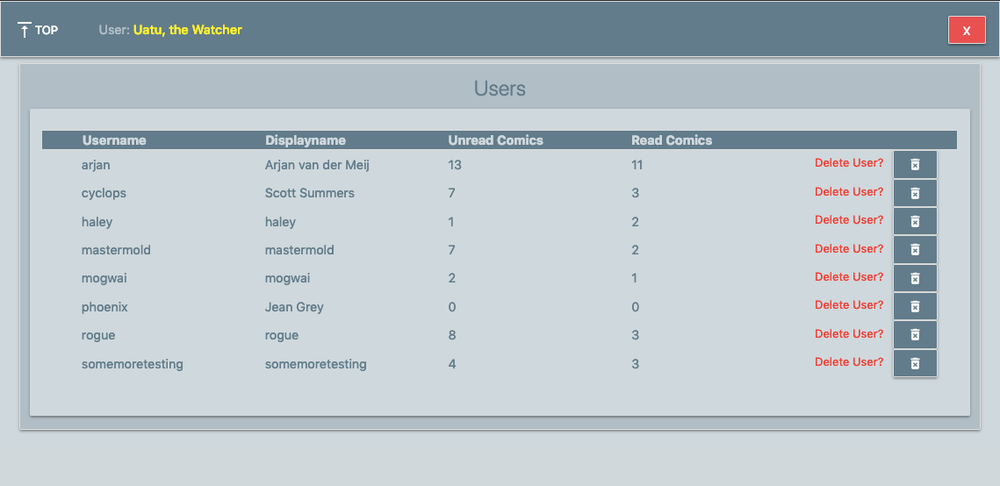 TOP User: Uatu, the Watcher X
Users
Username Displayname Unread Comics Read Comics
arjan Arjan van der Meij 13 11 Delete User?
cyclops Scott Summers 7 3 Delete User?
haley haley 1 2 Delete User?
mastermold mastermold 7 2 Delete User?
mogwai mogwai 2 1 Delete User?
phoenix Jean Grey 0 0 Delete User?
rogue rogue 8 3 Delete User?
somemoretesting somemoretesting 4 3 Delete User?